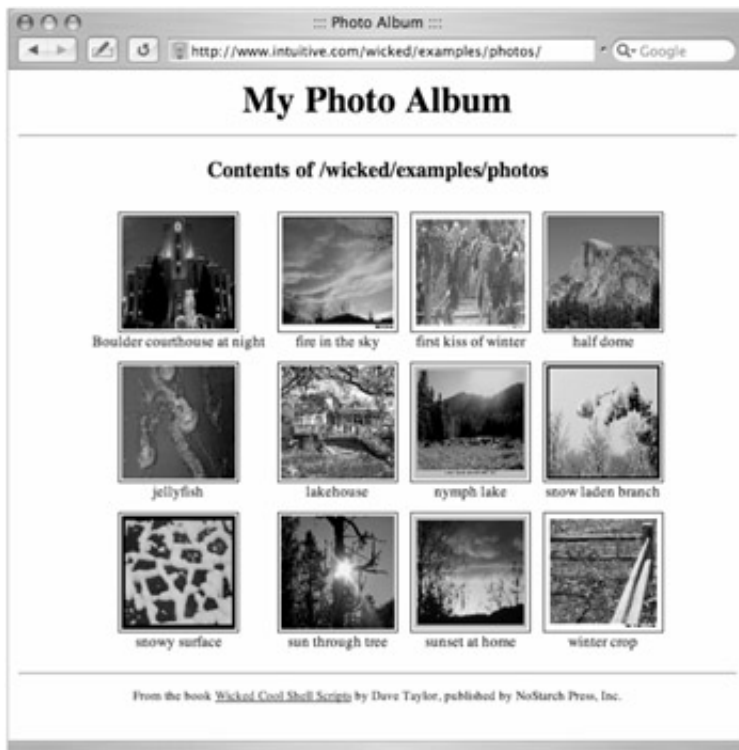 ::: Photo Album :::
http://www.intuitive.com/wicked/examples/photos/ Google
My Photo Album
Contents of /wicked/examples/photos
Boulder courthouse at night fire in the sky first kiss of winter half dome
jellyfish lakehouse nymph lake snow laden branch
snowy surface sun through tree sunset at home winter crop
From the book Wicked Cool Shell Scripts by Dave Taylor, published by NoStarch Press, Inc.